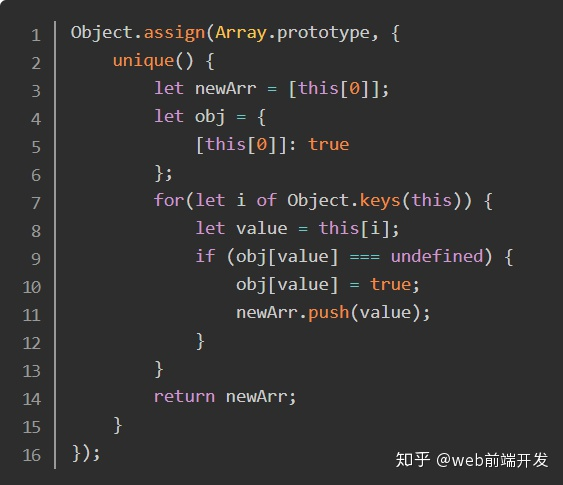 1 Object.assign(Array.prototype, {
2     unique() {
3         let newArr = [this[0]];
4         let obj = {
5             [this[0]]: true
6         };
7         for(let i of Object.keys(this)) {
8             let value = this[i];
9             if (obj[value] === undefined) {
10                 obj[value] = true;
11                 newArr.push(value);
12             }
13         }
14         return newArr;
15     }
16 });
知乎 @web前端开发